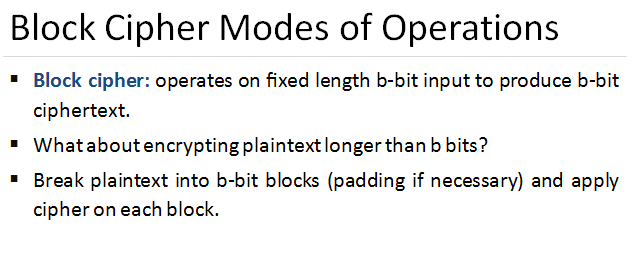 Block Cipher Modes of Operations
▪ Block cipher: operates on fixed length b-bit input to produce b-bit
ciphertext.
▪ What about encrypting plaintext longer than b bits?
▪ Break plaintext into b-bit blocks (padding if necessary) and apply
cipher on each block.